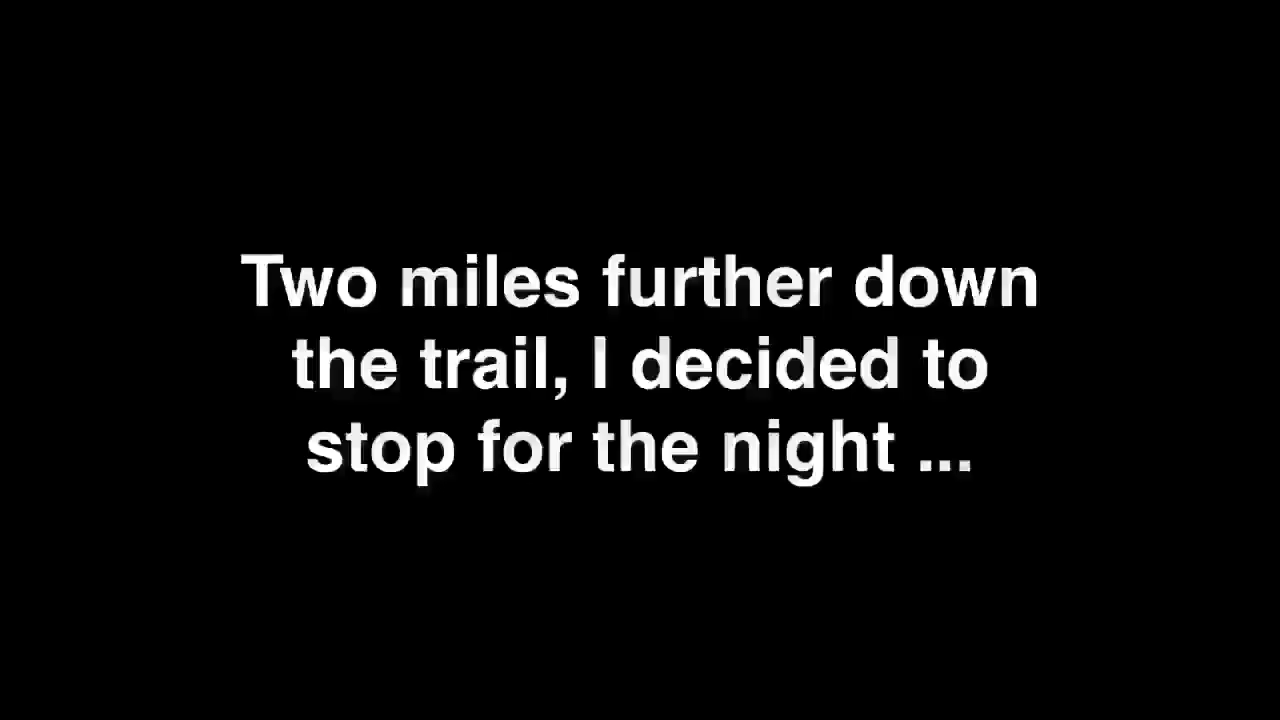 Two miles further down
the trail, I decided to
stop for the night ...